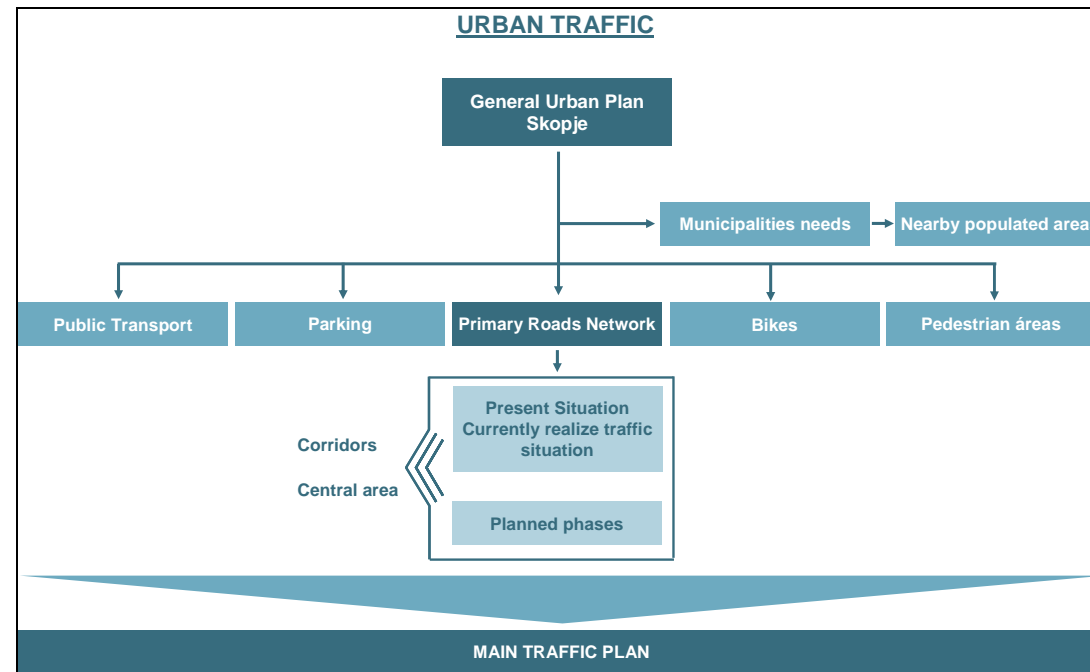 URBAN TRAFFIC
General Urban Plan
Skopje
Municipalities needs
Nearby populated area
Public Transport
Parking
Primary Roads Network
Bikes
Pedestrian áreas
Present Situation
Currently realize traffic
situation
Corridors
Central area
Planned phases
MAIN TRAFFIC PLAN